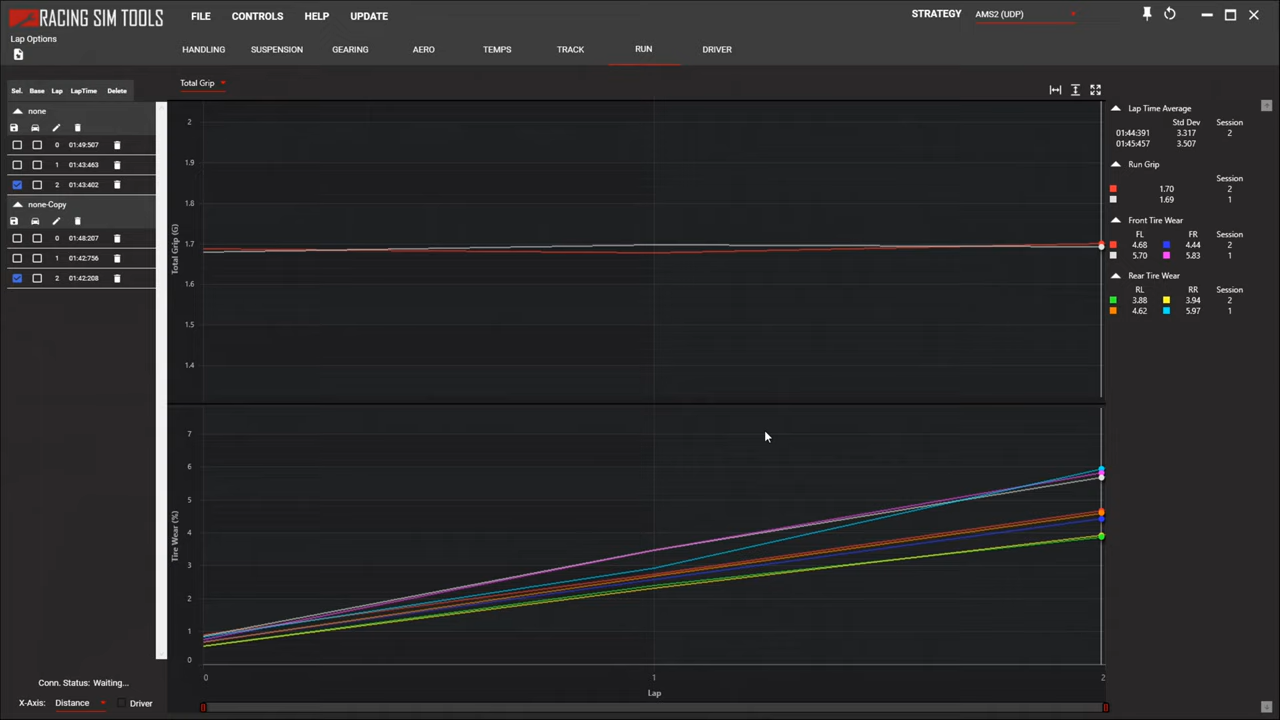 RACING SIM TOOLS FILE CONTROLS HELP UPDATE STRATEGY AMS2 (UDP)
Lap Options
HANDLING SUSPENSION GEARING AERO TEMPS TRACK RUN DRIVER
Sel. Base Lap LapTime Delete
none
0 01:49:507
1 01:43:463
2 01:43:402
none-Copy
0 01:48:207
1 01:42:756
2 01:42:208
Conn. Status: Waiting...
X-Axis: Distance Driver
Total Grip
Total Grip (G)
2
1.9
1.8
1.7
1.6
1.5
1.4
Tire Wear (%)
7
6
5
4
3
2
1
0
0 1 2
Lap
Lap Time Average
Std Dev Session
01:44:391 3.317 2
01:45:457 3.507
Run Grip
Session
1.70 2
1.69 1
Front Tire Wear
FL FR Session
4.68 4.44 2
5.70 5.83 1
Rear Tire Wear
RL RR Session
3.88 3.94 2
4.62 5.97 1